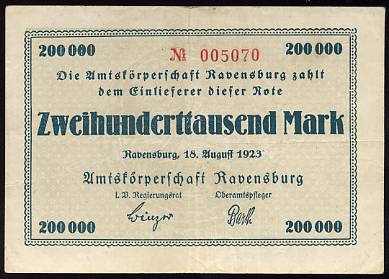 200 000 № 005070 200 000
Die Amtskörperschaft Ravensburg zahlt
dem Einlieferer dieser Note
Zweihunderttausend Mark
Ravensburg, 18. August 1923
Amtskörperschaft Ravensburg
I. V. Regierungsrat Oberamtspfleger
200 000 200 000